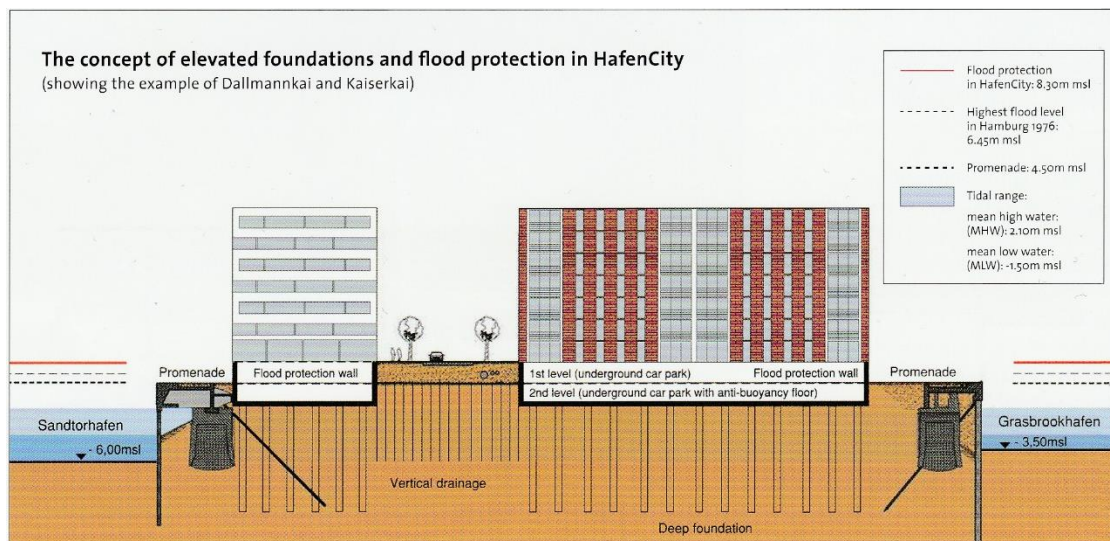 The concept of elevated foundations and flood protection in HafenCity
(showing the example of Dallmannkai and Kaiserkai)
Flood protection
in HafenCity: 8.30m msl
Highest flood level
in Hamburg 1976:
6.45m msl
Promenade: 4.50m msl
Tidal range:
mean high water:
(MHW): 2.10m msl
mean low water:
(MLW): -1.50m msl
Promenade
Flood protection wall
1st level (underground car park)
Flood protection wall
Promenade
2nd level (underground car park with anti-buoyancy floor)
Sandtorhafen
- 6,00msl
Grasbrookhafen
- 3,50msl
Vertical drainage
Deep foundation